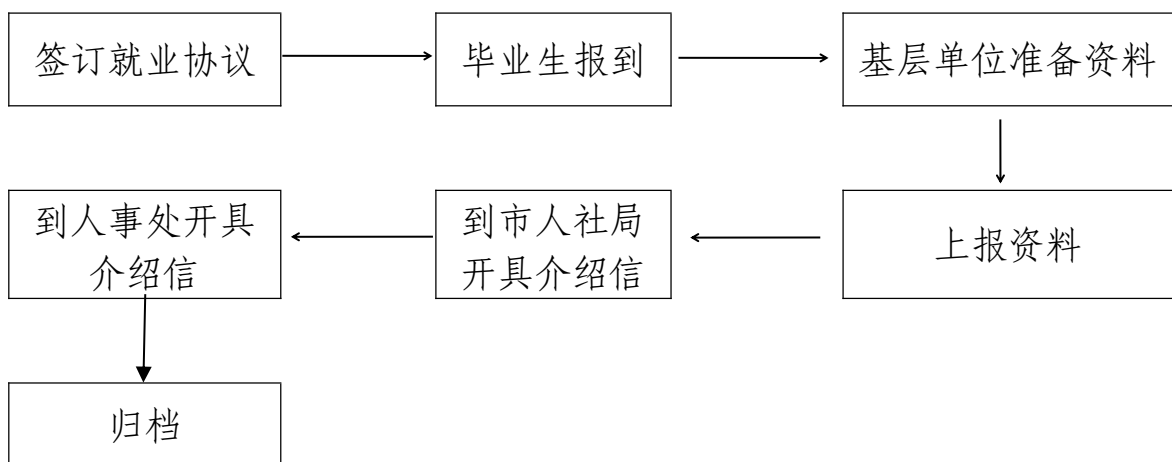 签订就业协议
毕业生报到
基层单位准备资料
上报资料
到市人社局
开具介绍信
到人事处开具
介绍信
归档